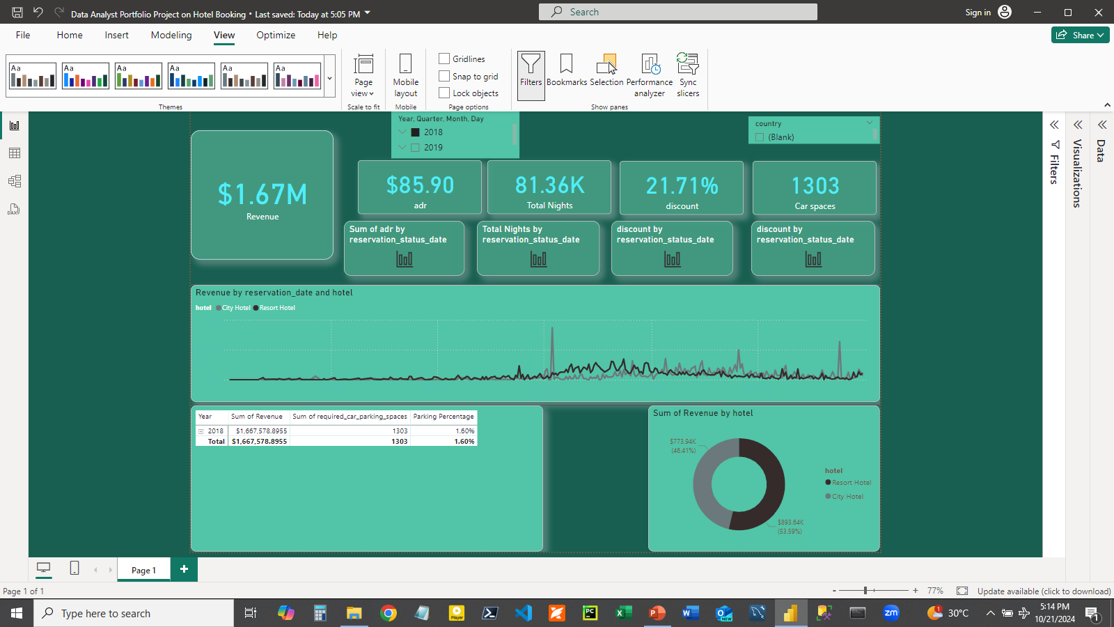 Data Analyst Portfolio Project on Hotel Booking • Last saved: Today at 5:05 PM
Search
Sign in
File
Home
Insert
Modeling
View
Optimize
Help
Share
Aa
Aa
Aa
Aa
Aa
Aa
Page view
Mobile layout
Gridlines
Snap to grid
Lock objects
Filters
Bookmarks
Selection
Performance analyzer
Sync slicers
Themes
Scale to fit
Mobile
Page options
Show panes
Year, Quarter, Month, Day
2018
2019
country
(Blank)
$1.67M
Revenue
$85.90
adr
81.36K
Total Nights
21.71%
discount
1303
Car spaces
Sum of adr by
reservation_status_date
Total Nights by
reservation_status_date
discount by
reservation_status_date
discount by
reservation_status_date
Revenue by reservation_date and hotel
hotel City Hotel Resort Hotel
Year Sum of Revenue Sum of required_car_parking_spaces Parking Percentage
2018 $1,667,578.8955 1303 1.60%
Total $1,667,578.8955 1303 1.60%
Sum of Revenue by hotel
$773.94K
(46.41%)
$893.64K
(53.59%)
hotel
Resort Hotel
City Hotel
Filters
Visualizations
Data
Page 1
Page 1 of 1
77%
Update available (click to download)
Type here to search
30°C
5:14 PM
10/21/2024
1